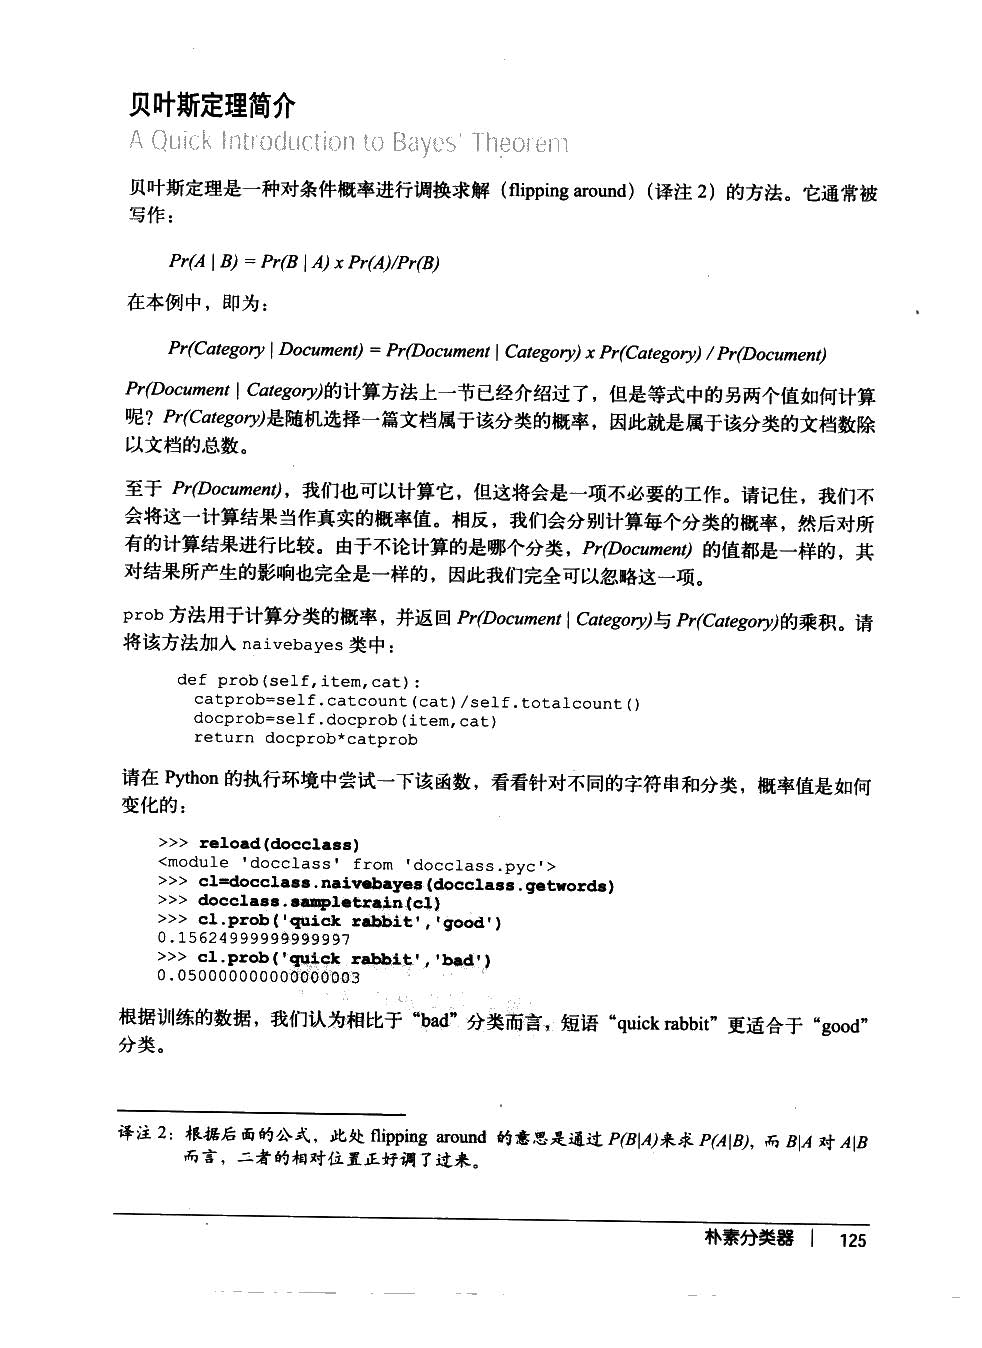 贝叶斯定理简介
A Quick Introduction to Bayes' Theorem
贝叶斯定理是一种对条件概率进行调换求解（flipping around）（译注 2）的方法。它通常被
写作：
Pr(A | B) = Pr(B | A) x Pr(A)/Pr(B)
在本例中，即为：
Pr(Category | Document) = Pr(Document | Category) x Pr(Category) / Pr(Document)
Pr(Document | Category)的计算方法上一节已经介绍过了，但是等式中的另两个值如何计算
呢？Pr(Category)是随机选择一篇文档属于该分类的概率，因此就是属于该分类的文档数除
以文档的总数。
至于 Pr(Document)，我们也可以计算它，但这将会是一项不必要的工作。请记住，我们不
会将这一计算结果当作真实的概率值。相反，我们会分别计算每个分类的概率，然后对所
有的计算结果进行比较。由于不论计算的是哪个分类，Pr(Document) 的值都是一样的，其
对结果所产生的影响也完全是一样的，因此我们完全可以忽略这一项。
prob 方法用于计算分类的概率，并返回 Pr(Document | Category)与 Pr(Category)的乘积。请
将该方法加入 naivebayes 类中：
def prob(self,item,cat):
catprob=self.catcount(cat)/self.totalcount()
docprob=self.docprob(item,cat)
return docprob*catprob
请在 Python 的执行环境中尝试一下该函数，看看针对不同的字符串和分类，概率值是如何
变化的：
>>> reload(docclass)
<module 'docclass' from 'docclass.pyc'>
>>> cl=docclass.naivebayes(docclass.getwords)
>>> docclass.sampletrain(cl)
>>> cl.prob('quick rabbit','good')
0.15624999999999997
>>> cl.prob('quick rabbit','bad')
0.050000000000000003
根据训练的数据，我们认为相比于“bad”分类而言，短语“quick rabbit”更适合于“good”
分类。
译注 2：根据后面的公式，此处 flipping around 的意思是通过 P(B|A)来求 P(A|B)，而 B|A 对 A|B
而言，二者的相对位置正好调了过来。
朴素分类器 | 125